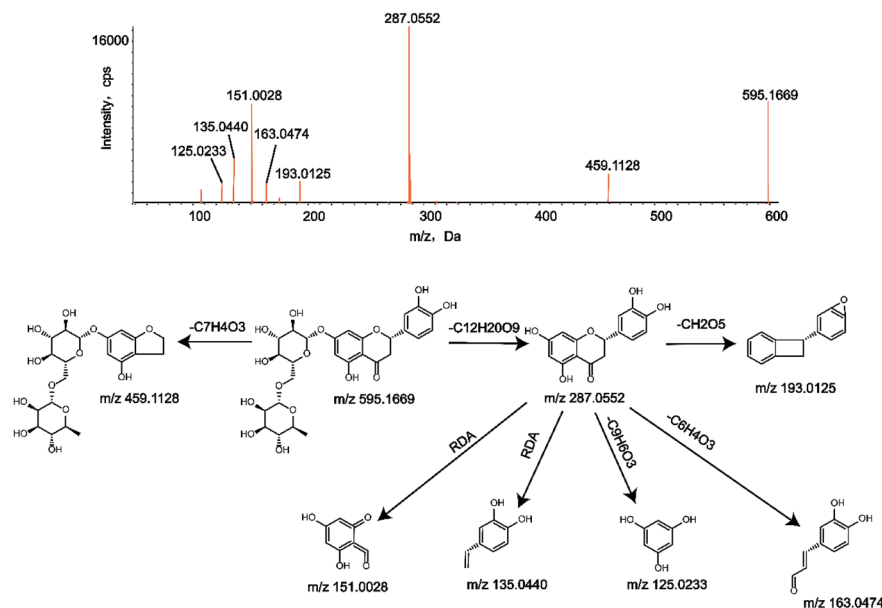 287.0552
16000
Intensity, cps
151.0028
595.1669
135.0440
163.0474
125.0233
193.0125
459.1128
100
200
300
400
500
600
m/z, Da
-C7H4O3
-C12H20O9
-CH2O5
m/z 459.1128
m/z 595.1669
m/z 287.0552
m/z 193.0125
RDA
RDA
-C9H6O3
-C6H4O3
m/z 151.0028
m/z 135.0440
m/z 125.0233
m/z 163.0474
HO
OH
O